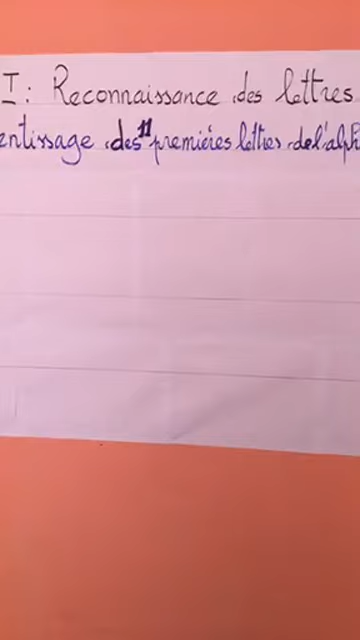 I : Reconnaissance des lettres
entissage des 11 premières lettres de l'alph